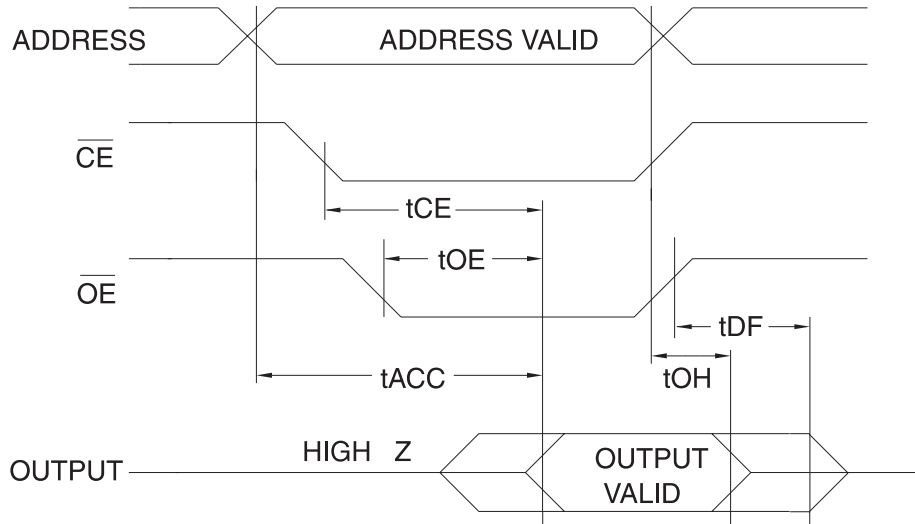 ADDRESS
ADDRESS VALID
CE
tCE
tOE
OE
tDF
tACC
tOH
HIGH Z
OUTPUT
OUTPUT
VALID